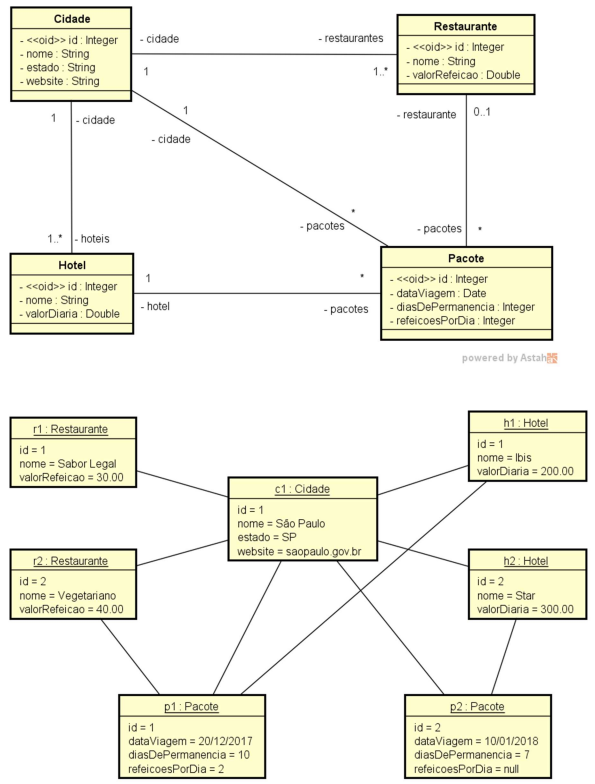 Cidade
- <<oid>> id : Integer
- nome : String
- estado : String
- website : String
- cidade
- restaurantes
1
1..*
Restaurante
- <<oid>> id : Integer
- nome : String
- valorRefeicao : Double
1
- cidade
1
- cidade
- restaurante
0..1
1..*
- hoteis
*
- pacotes
- pacotes
*
Hotel
- <<oid>> id : Integer
- nome : String
- valorDiaria : Double
1
- hotel
*
- pacotes
Pacote
- <<oid>> id : Integer
- dataViagem : Date
- diasDePermanencia : Integer
- refeicoesPorDia : Integer
powered by Astah
r1 : Restaurante
id = 1
nome = Sabor Legal
valorRefeicao = 30.00
h1 : Hotel
id = 1
nome = Ibis
valorDiaria = 200.00
c1 : Cidade
id = 1
nome = São Paulo
estado = SP
website = saopaulo.gov.br
r2 : Restaurante
id = 2
nome = Vegetariano
valorRefeicao = 40.00
h2 : Hotel
id = 2
nome = Star
valorDiaria = 300.00
p1 : Pacote
id = 1
dataViagem = 20/12/2017
diasDePermanencia = 10
refeicoesPorDia = 2
p2 : Pacote
id = 2
dataViagem = 10/01/2018
diasDePermanencia = 7
refeicoesPorDia = null